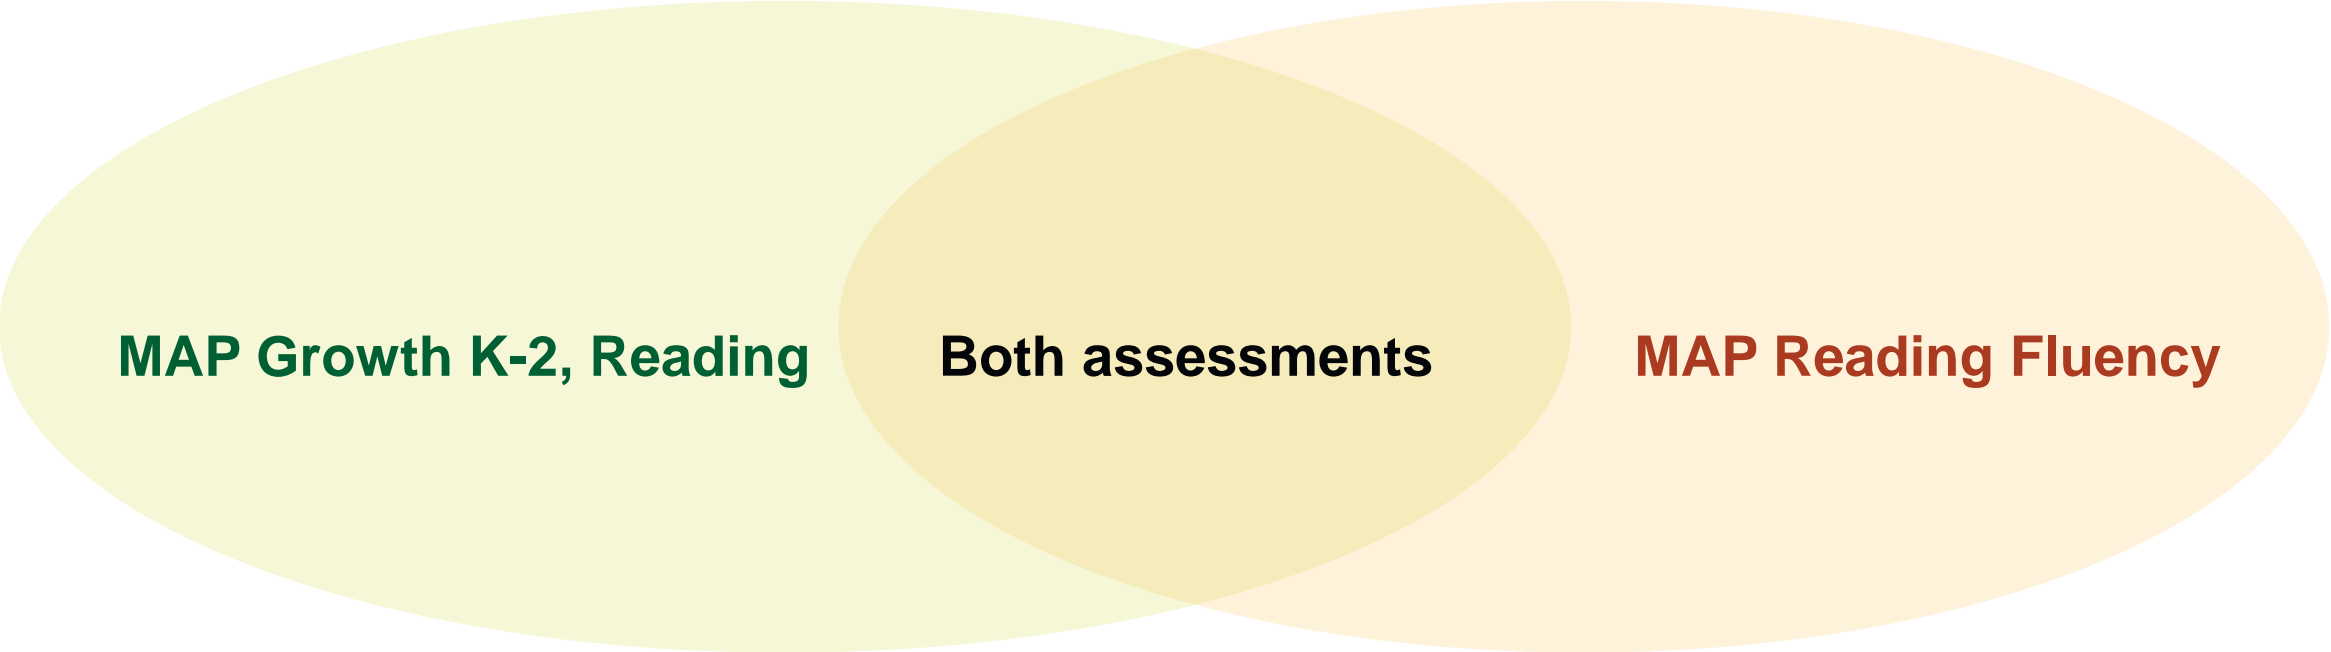 MAP Growth K-2, Reading
Both assessments
MAP Reading Fluency